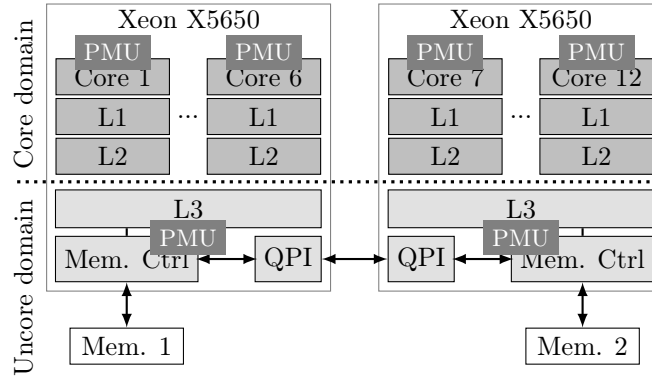 Xeon X5650 Xeon X5650
PMU PMU PMU PMU
Core 1 Core 6 Core 7 Core 12
L1 ... L1 L1 ... L1
L2 L2 L2 L2
Core domain
L3 L3
PMU PMU
Mem. Ctrl QPI QPI Mem. Ctrl
Uncore domain
Mem. 1 Mem. 2